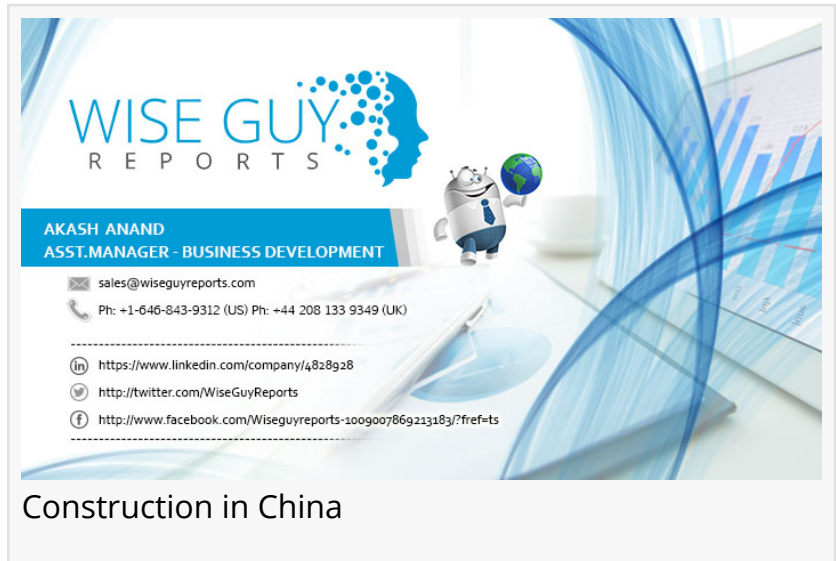 WISE GUY
REPORTS
AKASH ANAND
ASST.MANAGER - BUSINESS DEVELOPMENT
sales@wiseguyreports.com
Ph: +1-646-843-9312 (US) Ph: +44 208 133 9349 (UK)
in https://www.linkedin.com/company/4828928
http://twitter.com/WiseGuyReports
f http://www.facebook.com/Wiseguyreports-1009007869213183/?fref=ts
Construction in China